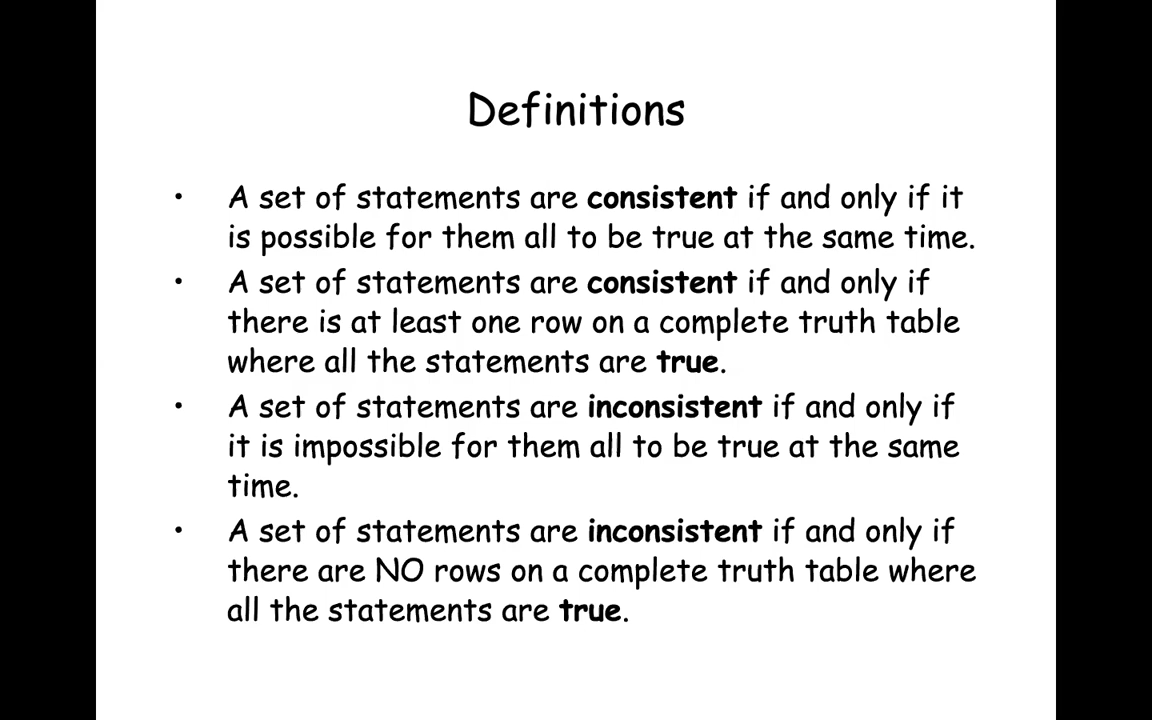 Definitions
• A set of statements are consistent if and only if it
is possible for them all to be true at the same time.
• A set of statements are consistent if and only if
there is at least one row on a complete truth table
where all the statements are true.
• A set of statements are inconsistent if and only if
it is impossible for them all to be true at the same
time.
• A set of statements are inconsistent if and only if
there are NO rows on a complete truth table where
all the statements are true.